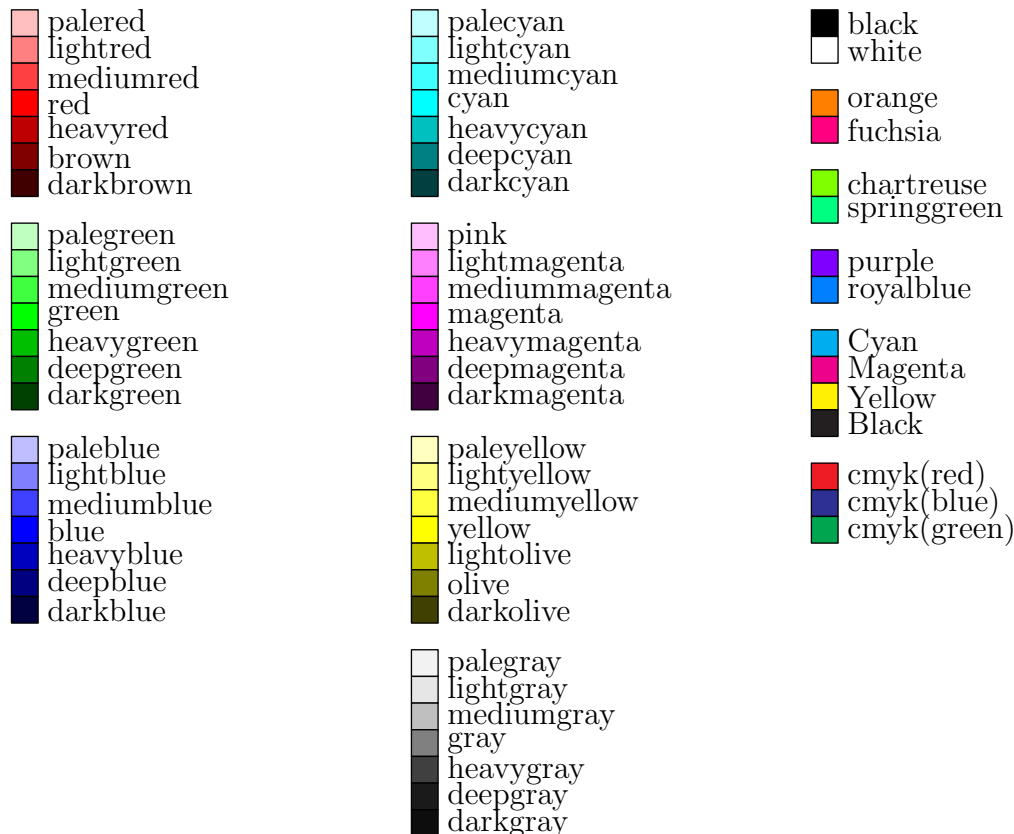 palered
lightred
mediumred
red
heavyred
brown
darkbrown
palegreen
lightgreen
mediumgreen
green
heavygreen
deepgreen
darkgreen
paleblue
lightblue
mediumblue
blue
heavyblue
deepblue
darkblue
palecyan
lightcyan
mediumcyan
cyan
heavycyan
deepcyan
darkcyan
pink
lightmagenta
mediummagenta
magenta
heavymagenta
deepmagenta
darkmagenta
paleyellow
lightyellow
mediumyellow
yellow
lightolive
olive
darkolive
palegray
lightgray
mediumgray
gray
heavygray
deepgray
darkgray
black
white
orange
fuchsia
chartreuse
springgreen
purple
royalblue
Cyan
Magenta
Yellow
Black
cmyk(red)
cmyk(blue)
cmyk(green)